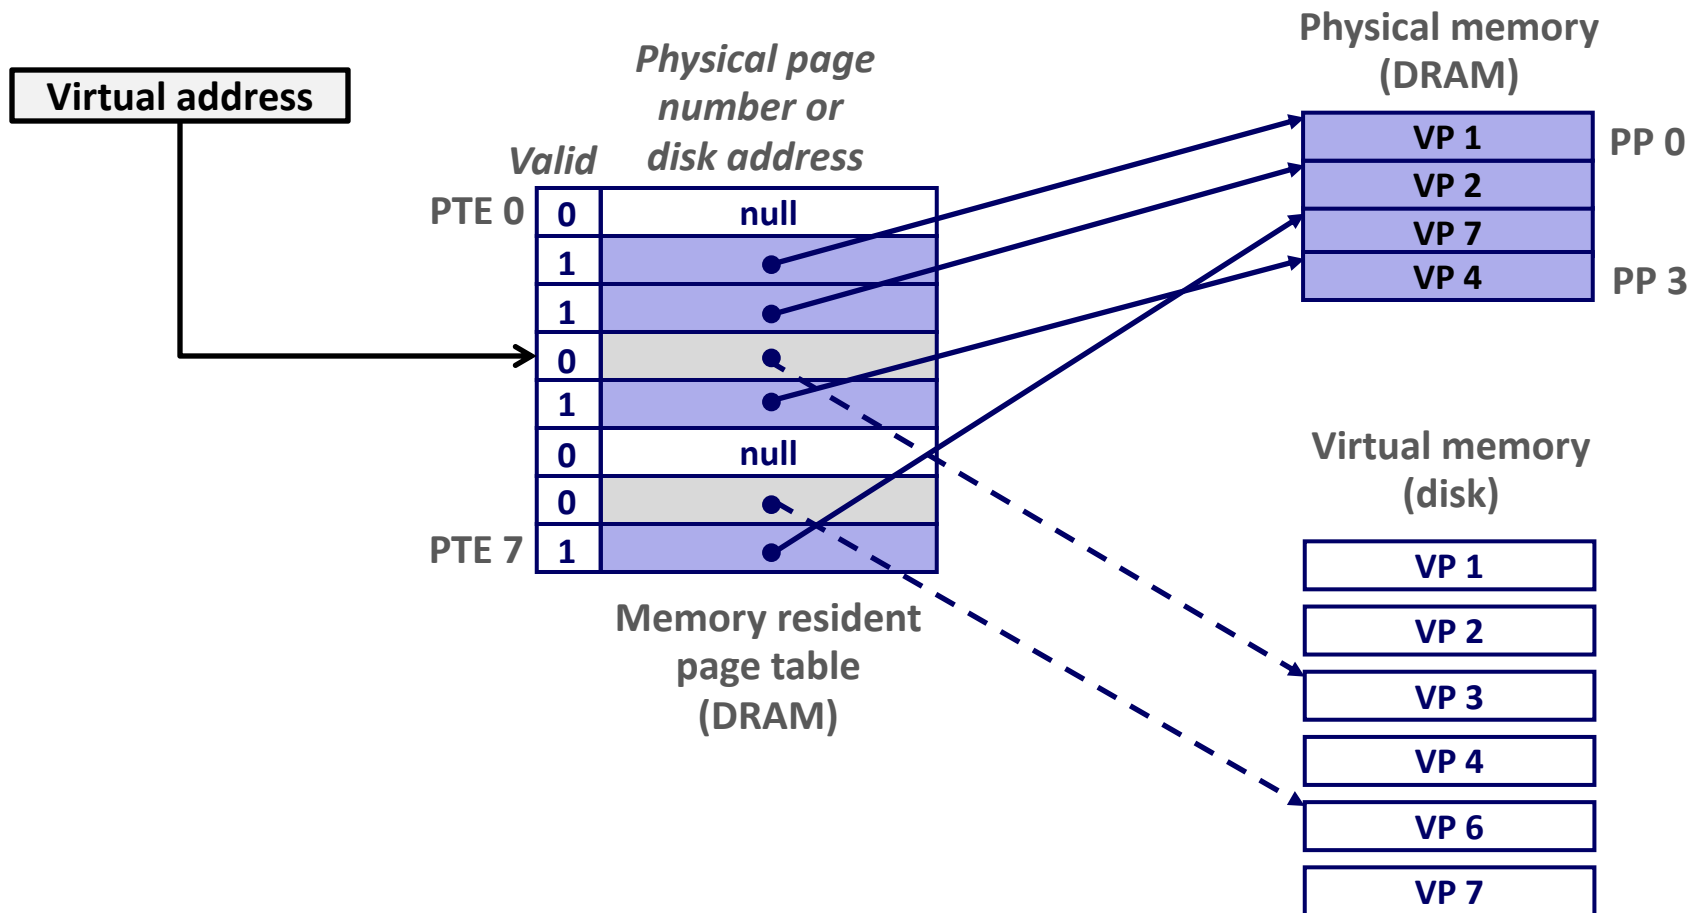 Virtual address
Physical page
number or
disk address
Valid
PTE 0
0
null
1
1
0
1
0
null
0
PTE 7
1
Memory resident
page table
(DRAM)
Physical memory
(DRAM)
VP 1
PP 0
VP 2
VP 7
VP 4
PP 3
Virtual memory
(disk)
VP 1
VP 2
VP 3
VP 4
VP 6
VP 7